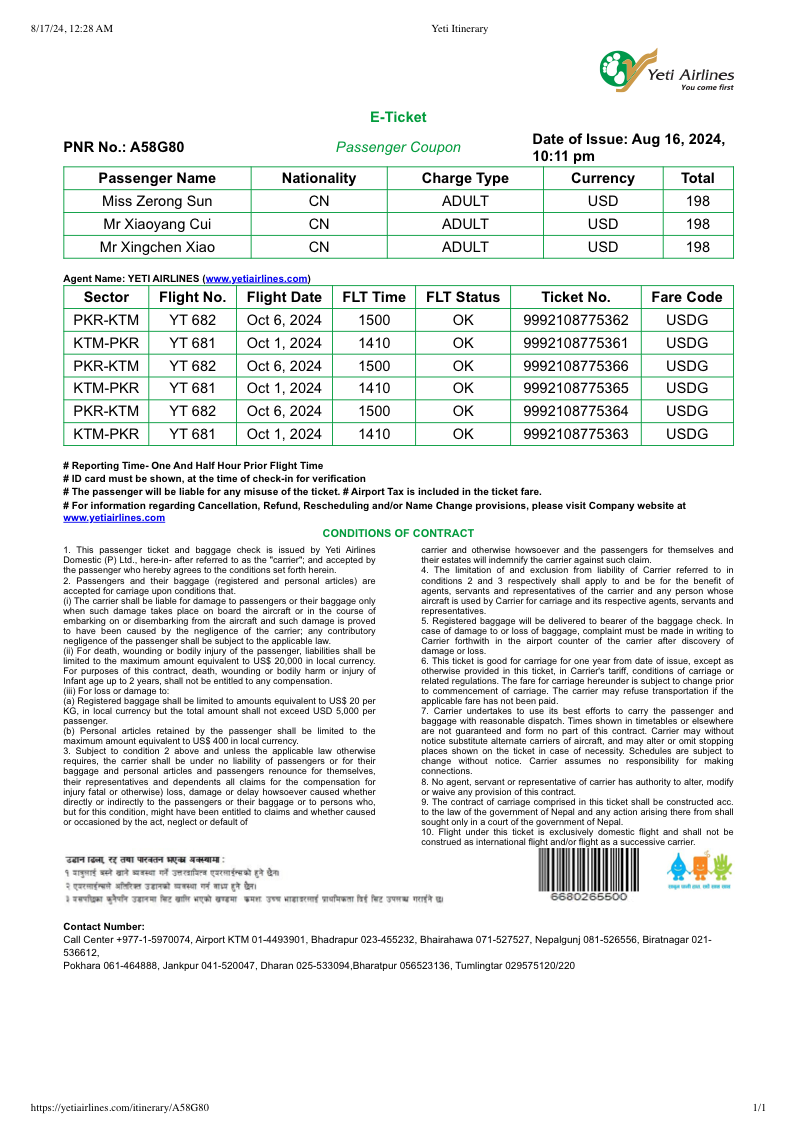 8/17/24, 12:28 AM
Yeti Itinerary
Yeti Airlines
You come first
E-Ticket
PNR No.: A58G80
Passenger Coupon
Date of Issue: Aug 16, 2024,
10:11 pm
Passenger Name Nationality Charge Type Currency Total
Miss Zerong Sun CN ADULT USD 198
Mr Xiaoyang Cui CN ADULT USD 198
Mr Xingchen Xiao CN ADULT USD 198
Agent Name: YETI AIRLINES (www.yetiairlines.com)
Sector Flight No. Flight Date FLT Time FLT Status Ticket No. Fare Code
PKR-KTM YT 682 Oct 6, 2024 1500 OK 9992108775362 USDG
KTM-PKR YT 681 Oct 1, 2024 1410 OK 9992108775361 USDG
PKR-KTM YT 682 Oct 6, 2024 1500 OK 9992108775366 USDG
KTM-PKR YT 681 Oct 1, 2024 1410 OK 9992108775365 USDG
PKR-KTM YT 682 Oct 6, 2024 1500 OK 9992108775364 USDG
KTM-PKR YT 681 Oct 1, 2024 1410 OK 9992108775363 USDG
# Reporting Time- One And Half Hour Prior Flight Time
# ID card must be shown, at the time of check-in for verification
# The passenger will be liable for any misuse of the ticket. # Airport Tax is included in the ticket fare.
# For information regarding Cancellation, Refund, Rescheduling and/or Name Change provisions, please visit Company website at
www.yetiairlines.com
CONDITIONS OF CONTRACT
1. This passenger ticket and baggage check is issued by Yeti Airlines
Domestic (P) Ltd., here-in- after referred to as the "carrier"; and accepted by
the passenger who hereby agrees to the conditions set forth herein.
2. Passengers and their baggage (registered and personal articles) are
accepted for carriage upon conditions that.
(i) The carrier shall be liable for damage to passengers or their baggage only
when such damage takes place on board the aircraft or in the course of
embarking on or disembarking from the aircraft and such damage is proved
to have been caused by the negligence of the carrier; any contributory
negligence of the passenger shall be subject to the applicable law.
(ii) For death, wounding or bodily injury of the passenger, liabilities shall be
limited to the maximum amount equivalent to US$ 20,000 in local currency.
For purposes of this contract, death, wounding or bodily harm or injury of
Infant age up to 2 years, shall not be entitled to any compensation.
(iii) For loss or damage to:
(a) Registered baggage shall be limited to amounts equivalent to US$ 20 per
KG, in local currency but the total amount shall not exceed USD 5,000 per
passenger.
(b) Personal articles retained by the passenger shall be limited to the
maximum amount equivalent to US$ 400 in local currency.
3. Subject to condition 2 above and unless the applicable law otherwise
requires, the carrier shall be under no liability of passengers or for their
baggage and personal articles and passengers renounce for themselves,
their representatives and dependents all claims for the compensation for
injury fatal or otherwise) loss, damage or delay howsoever caused whether
directly or indirectly to the passengers or their baggage or to persons who,
but for this condition, might have been entitled to claims and whether caused
or occasioned by the act, neglect or default of
carrier and otherwise howsoever and the passengers for themselves and
their estates will indemnify the carrier against such claim.
4. The limitation of and exclusion from liability of Carrier referred to in
conditions 2 and 3 respectively shall apply to and be for the benefit of
agents, servants and representatives of the carrier and any person whose
aircraft is used by Carrier for carriage and its respective agents, servants and
representatives.
5. Registered baggage will be delivered to bearer of the baggage check. In
case of damage to or loss of baggage, complaint must be made in writing to
Carrier forthwith in the airport counter of the carrier after discovery of
damage or loss.
6. This ticket is good for carriage for one year from date of issue, except as
otherwise provided in this ticket, in Carrier's tariff, conditions of carriage or
related regulations. The fare for carriage hereunder is subject to change prior
to commencement of carriage. The carrier may refuse transportation if the
applicable fare has not been paid.
7. Carrier undertakes to use its best efforts to carry the passenger and
baggage with reasonable dispatch. Times shown in timetables or elsewhere
are not guaranteed and form no part of this contract. Carrier may without
notice substitute alternate carriers of aircraft, and may alter or omit stopping
places shown on the ticket in case of necessity. Schedules are subject to
change without notice. Carrier assumes no responsibility for making
connections.
8. No agent, servant or representative of carrier has authority to alter, modify
or waive any provision of this contract.
9. The contract of carriage comprised in this ticket shall be constructed acc.
to the law of the government of Nepal and any action arising there from shall
sought only in a court of the government of Nepal.
10. Flight under this ticket is exclusively domestic flight and shall not be
construed as international flight and/or flight as a successive carrier.
6680265500
Contact Number:
Call Center +977-1-5970074, Airport KTM 01-4493901, Bhadrapur 023-455232, Bhairahawa 071-527527, Nepalgunj 081-526556, Biratnagar 021-
536612,
Pokhara 061-464888, Jankpur 041-520047, Dharan 025-533094,Bharatpur 056523136, Tumlingtar 029575120/220
https://yetiairlines.com/itinerary/A58G80
1/1